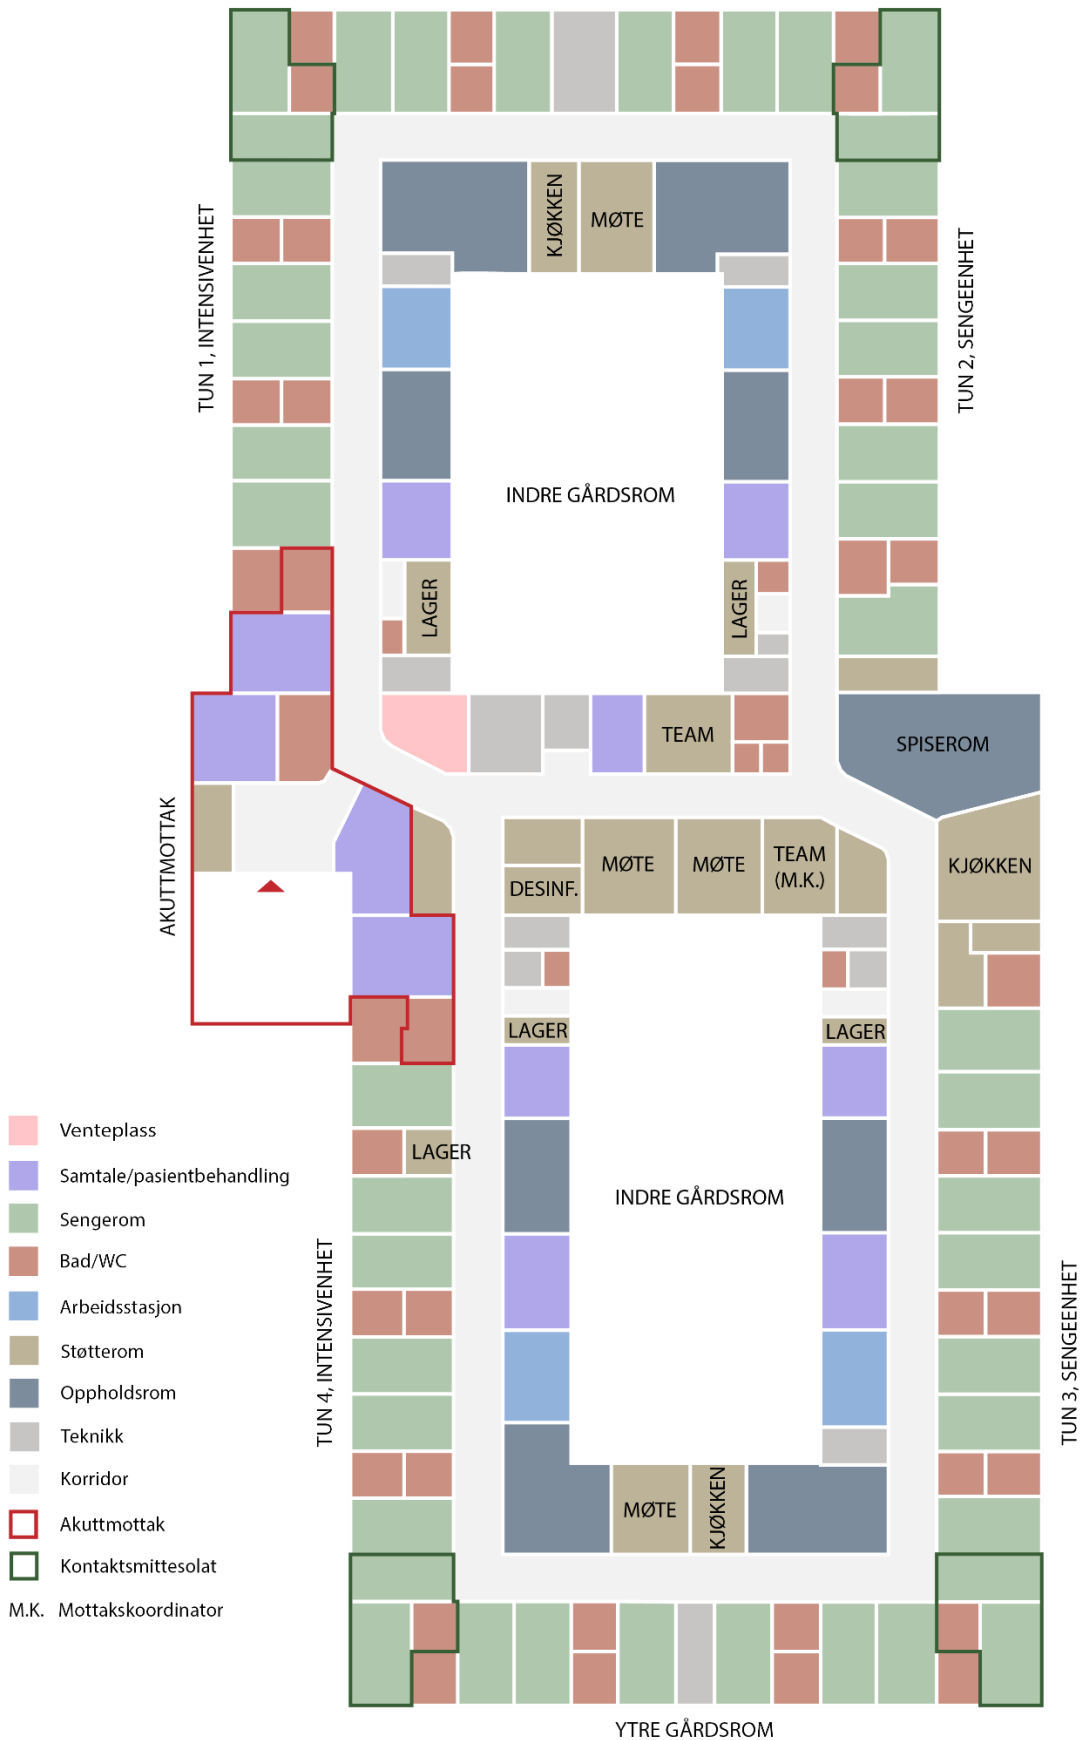 TUN 1, INTENSIVENHET
KJØKKEN
MØTE
TUN 2, SENGEENHET
INDRE GÅRDSROM
LAGER
LAGER
TEAM
SPISEROM
AKUTTMOTTAK
DESINF.
MØTE
MØTE
TEAM
(M.K.)
KJØKKEN
LAGER
LAGER
LAGER
INDRE GÅRDSROM
TUN 4, INTENSIVENHET
TUN 3, SENGEENHET
MØTE
KJØKKEN
YTRE GÅRDSROM
Venteplass
Samtale/pasientbehandling
Sengerom
Bad/WC
Arbeidsstasjon
Støtterom
Oppholdsrom
Teknikk
Korridor
Akuttmottak
Kontaktsmittesolat
M.K. Mottakskoordinator